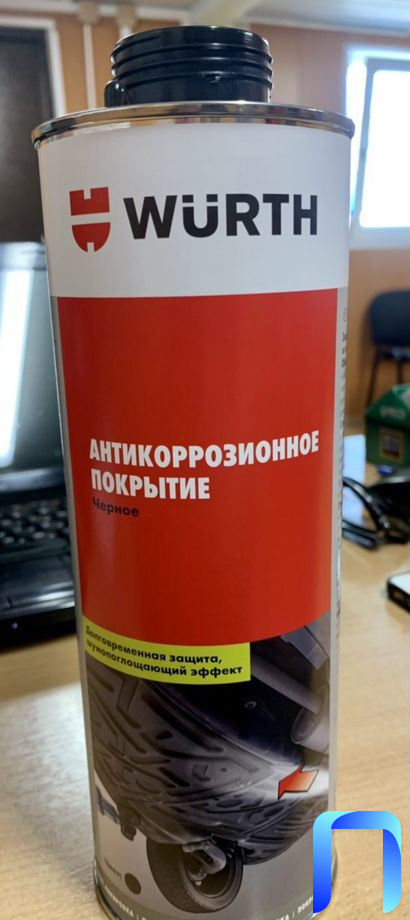 WÜRTH
АНТИКОРРОЗИОННОЕ
ПОКРЫТИЕ
Черное
Долговременная защита,
шумопоглощающий эффект